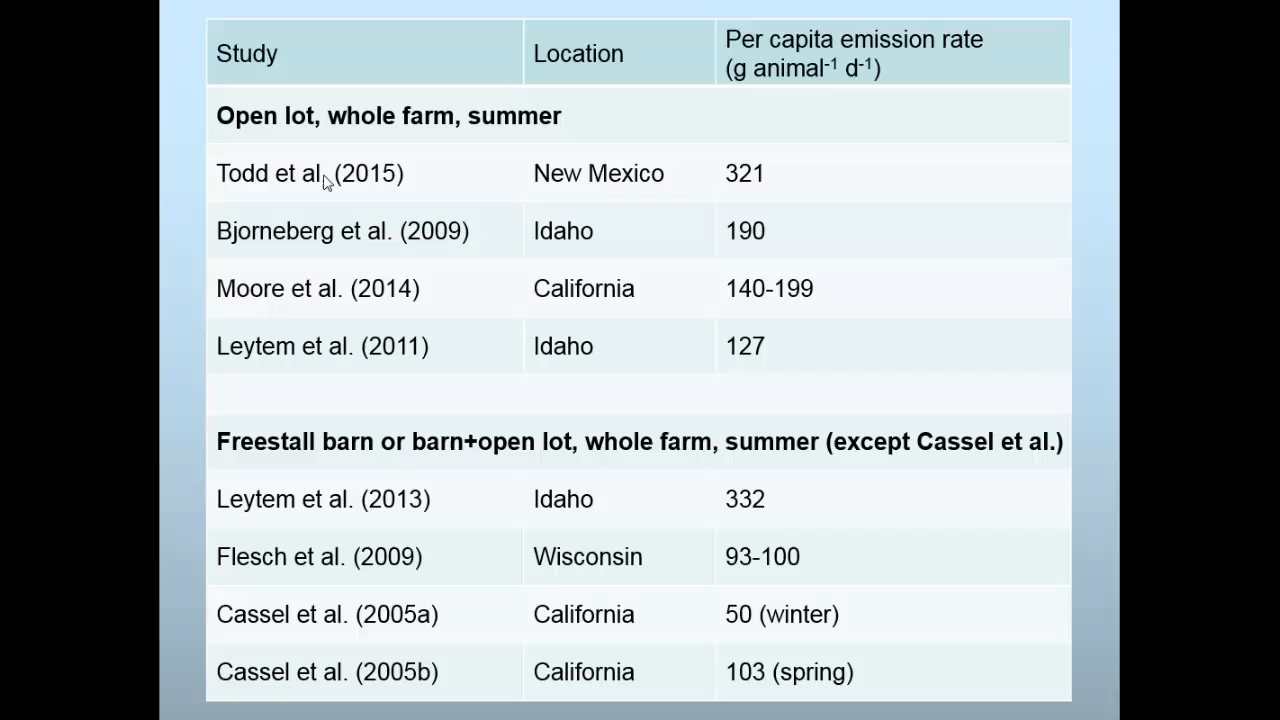 Study Location Per capita emission rate
(g animal⁻¹ d⁻¹)
Open lot, whole farm, summer
Todd et al. (2015) New Mexico 321
Bjorneberg et al. (2009) Idaho 190
Moore et al. (2014) California 140-199
Leytem et al. (2011) Idaho 127
Freestall barn or barn+open lot, whole farm, summer (except Cassel et al.)
Leytem et al. (2013) Idaho 332
Flesch et al. (2009) Wisconsin 93-100
Cassel et al. (2005a) California 50 (winter)
Cassel et al. (2005b) California 103 (spring)